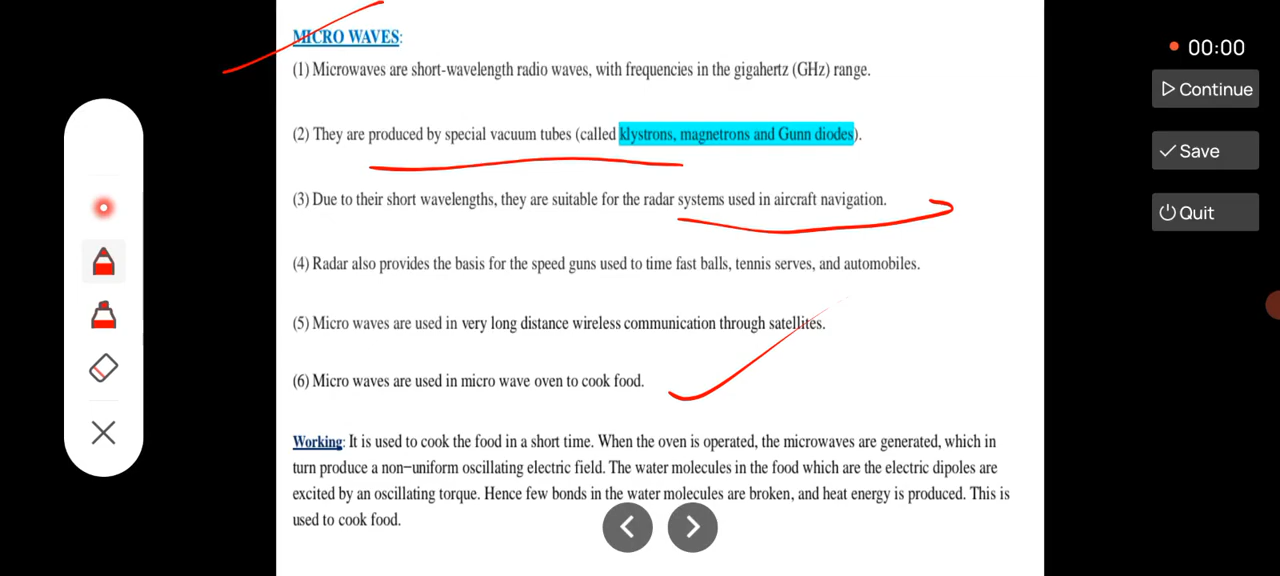 MICRO WAVES:
(1) Microwaves are short-wavelength radio waves, with frequencies in the gigahertz (GHz) range.
(2) They are produced by special vacuum tubes (called klystrons, magnetrons and Gunn diodes).
(3) Due to their short wavelengths, they are suitable for the radar systems used in aircraft navigation.
(4) Radar also provides the basis for the speed guns used to time fast balls, tennis serves, and automobiles.
(5) Micro waves are used in very long distance wireless communication through satellites.
(6) Micro waves are used in micro wave oven to cook food.
Working: It is used to cook the food in a short time. When the oven is operated, the microwaves are generated, which in
turn produce a non-uniform oscillating electric field. The water molecules in the food which are the electric dipoles are
excited by an oscillating torque. Hence few bonds in the water molecules are broken, and heat energy is produced. This is
used to cook food.
00:00
Continue
Save
Quit